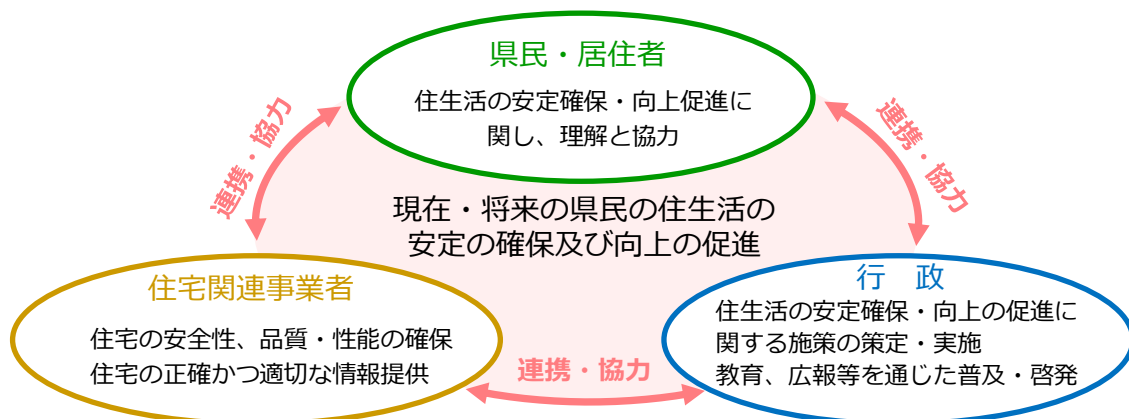 県民・居住者
住生活の安定確保・向上促進に
関し、理解と協力
連携・協力
連携・協力
現在・将来の県民の住生活の
安定の確保及び向上の促進
住宅関連事業者
住宅の安全性、品質・性能の確保
住宅の正確かつ適切な情報提供
行　政
住生活の安定確保・向上の促進に
関する施策の策定・実施
教育、広報等を通じた普及・啓発
連携・協力